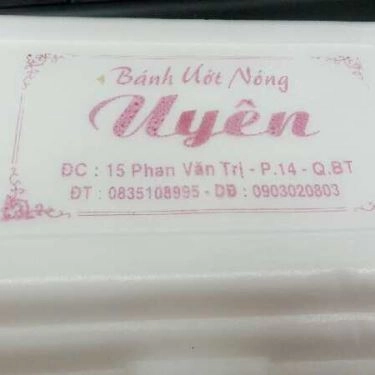 Bánh Ướt Nóng
Uyên
ĐC : 15 Phan Văn Trị - P.14 - Q.BT
ĐT : 0835108995 - DĐ : 0903020803